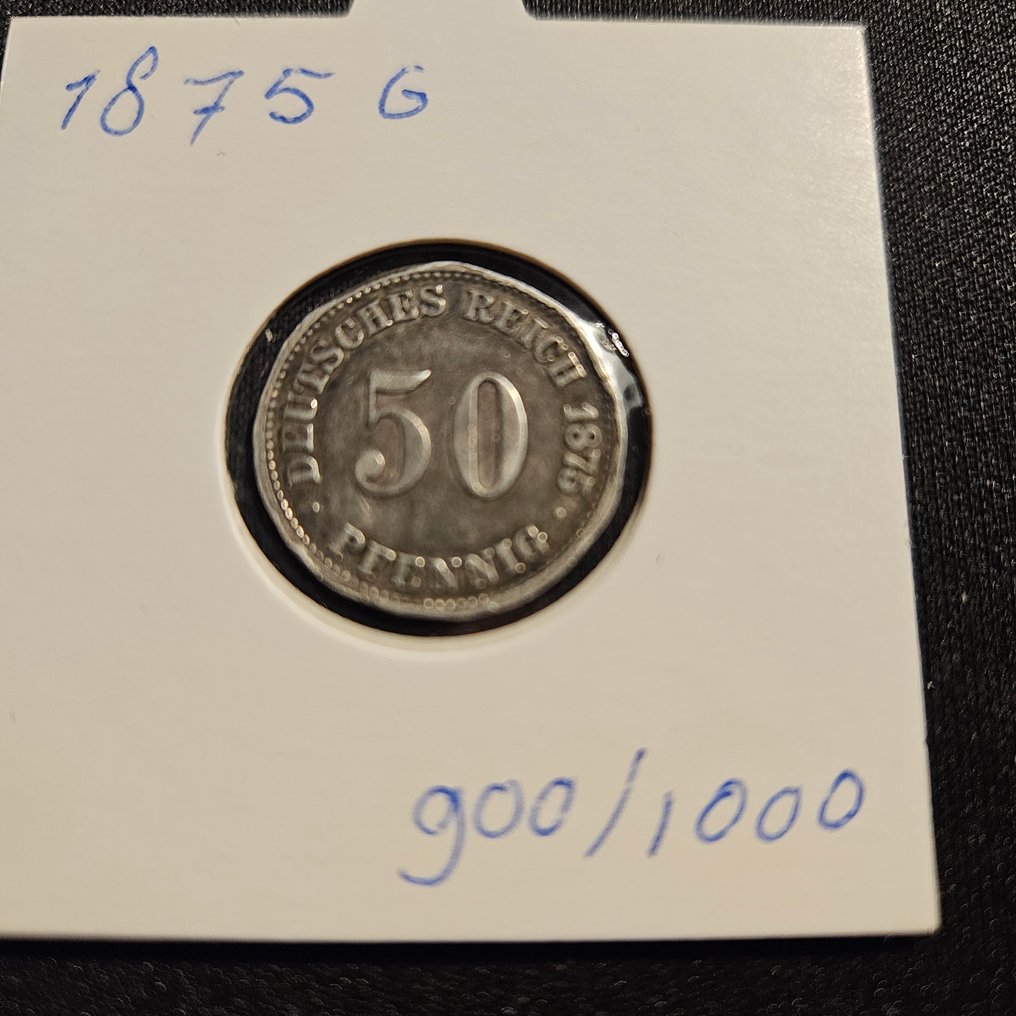 1875 G
· DEUTSCHES REICH 1875 ·
50
PFENNIG
900/1000